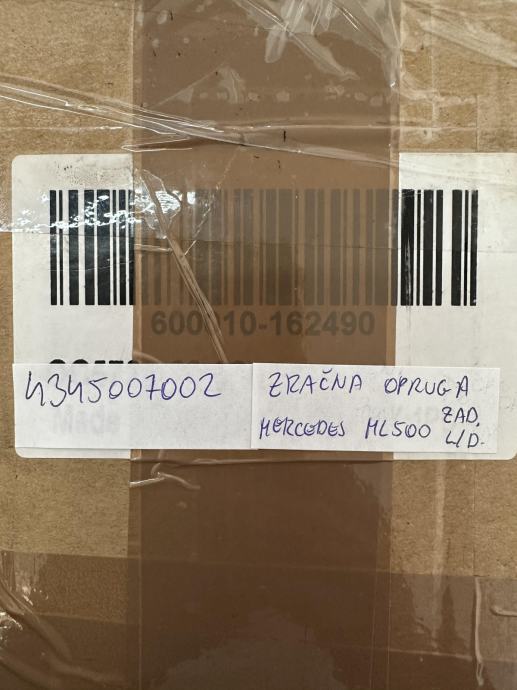 600010-162490
4345007002
ZRAČNA OPRUGA
MERCEDES ML500 ZAD.
L/D.